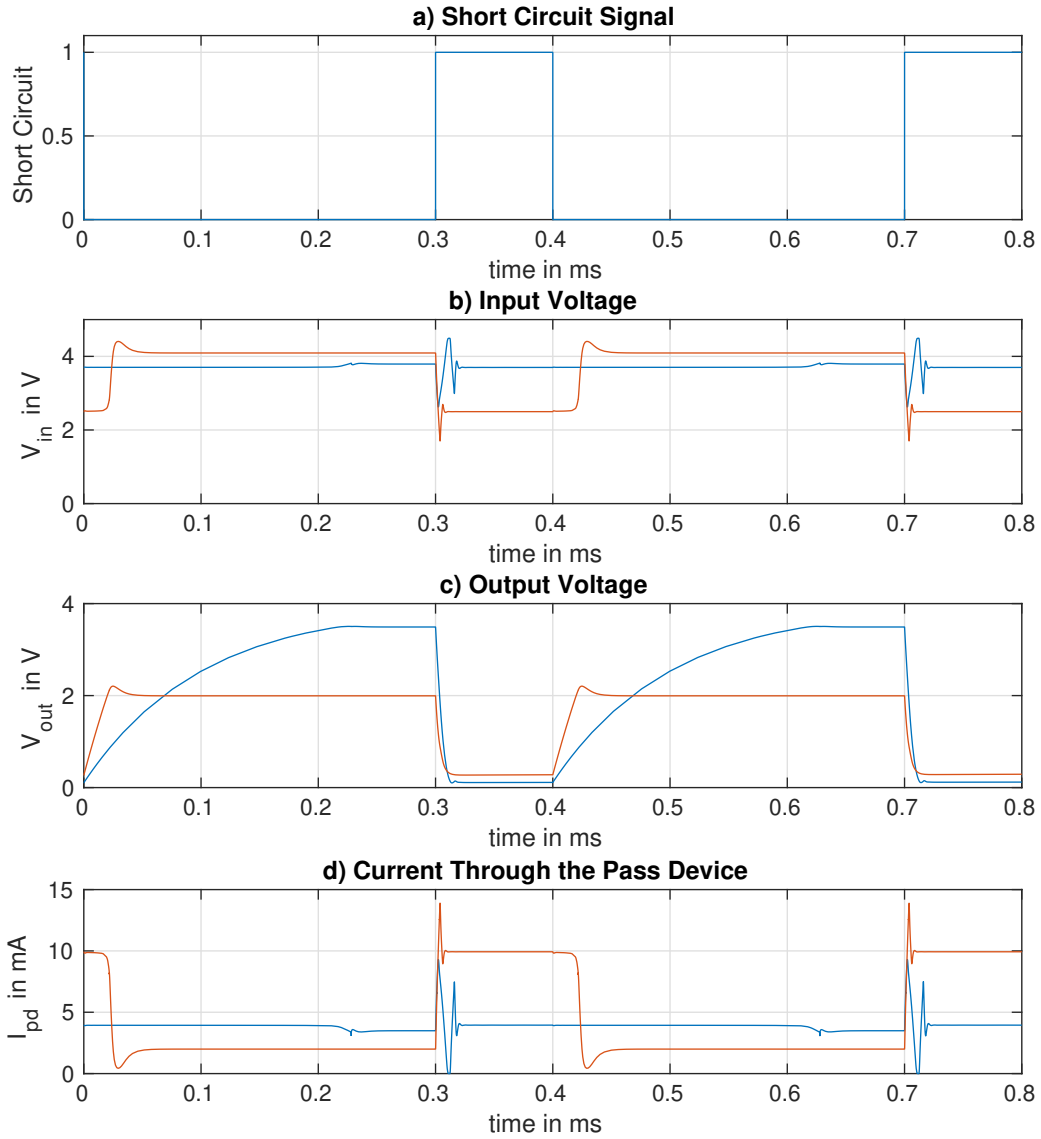 a) Short Circuit Signal
Short Circuit
1
0.5
0
0 0.1 0.2 0.3 0.4 0.5 0.6 0.7 0.8
time in ms
b) Input Voltage
V_in in V
4
2
0
0 0.1 0.2 0.3 0.4 0.5 0.6 0.7 0.8
time in ms
c) Output Voltage
V_out in V
4
2
0
0 0.1 0.2 0.3 0.4 0.5 0.6 0.7 0.8
time in ms
d) Current Through the Pass Device
I_pd in mA
15
10
5
0
0 0.1 0.2 0.3 0.4 0.5 0.6 0.7 0.8
time in ms